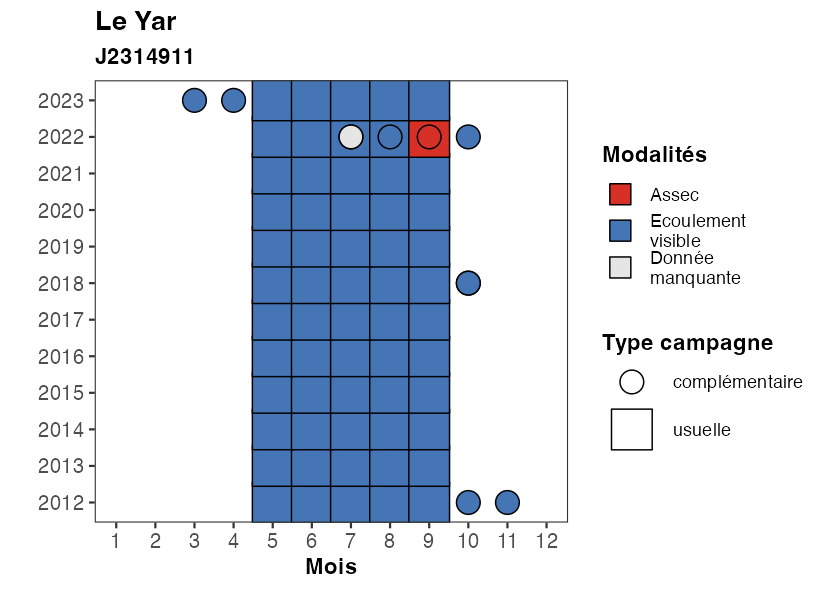 Le Yar
J2314911
2023
2022
2021
2020
2019
2018
2017
2016
2015
2014
2013
2012
1 2 3 4 5 6 7 8 9 10 11 12
Mois
Modalités
Assec
Ecoulement
visible
Donnée
manquante
Type campagne
complémentaire
usuelle